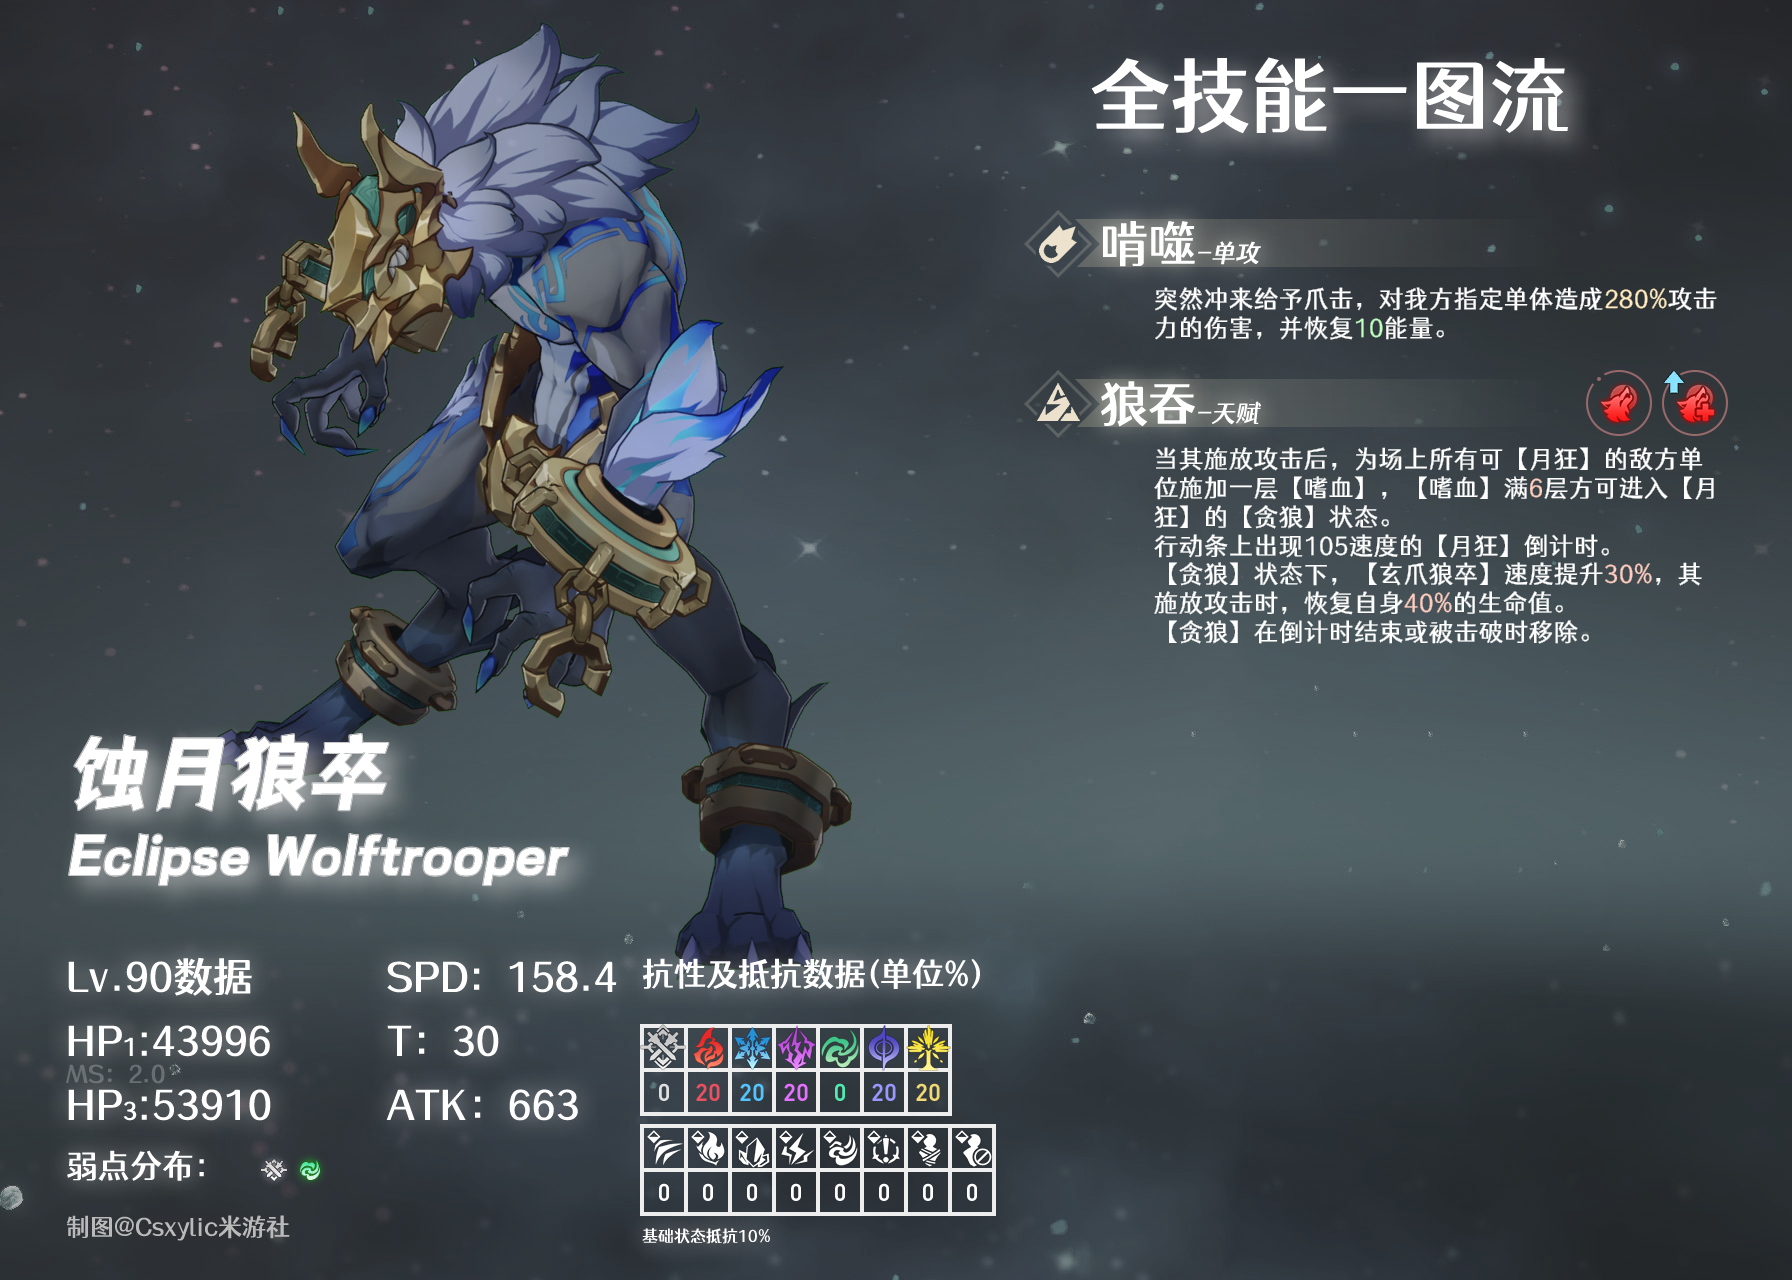 全技能一图流
啃噬-单攻
突然冲来给予爪击，对我方指定单体造成280%攻击
力的伤害，并恢复10能量。
狼吞-天赋
当其施放攻击后，为场上所有可【月狂】的敌方单
位施加一层【嗜血】，【嗜血】满6层方可进入【月
狂】的【贪狼】状态。
行动条上出现105速度的【月狂】倒计时。
【贪狼】状态下，【玄爪狼卒】速度提升30%，其
施放攻击时，恢复自身40%的生命值。
【贪狼】在倒计时结束或被击破时移除。
蚀月狼卒
Eclipse Wolftrooper
Lv.90数据
SPD：158.4
HP1:43996
T：30
MS：2.0
HP3:53910
ATK：663
弱点分布：
制图@Csxylic米游社
抗性及抵抗数据(单位%)
0 20 20 20 0 20 20
0 0 0 0 0 0 0 0
基础状态抵抗10%